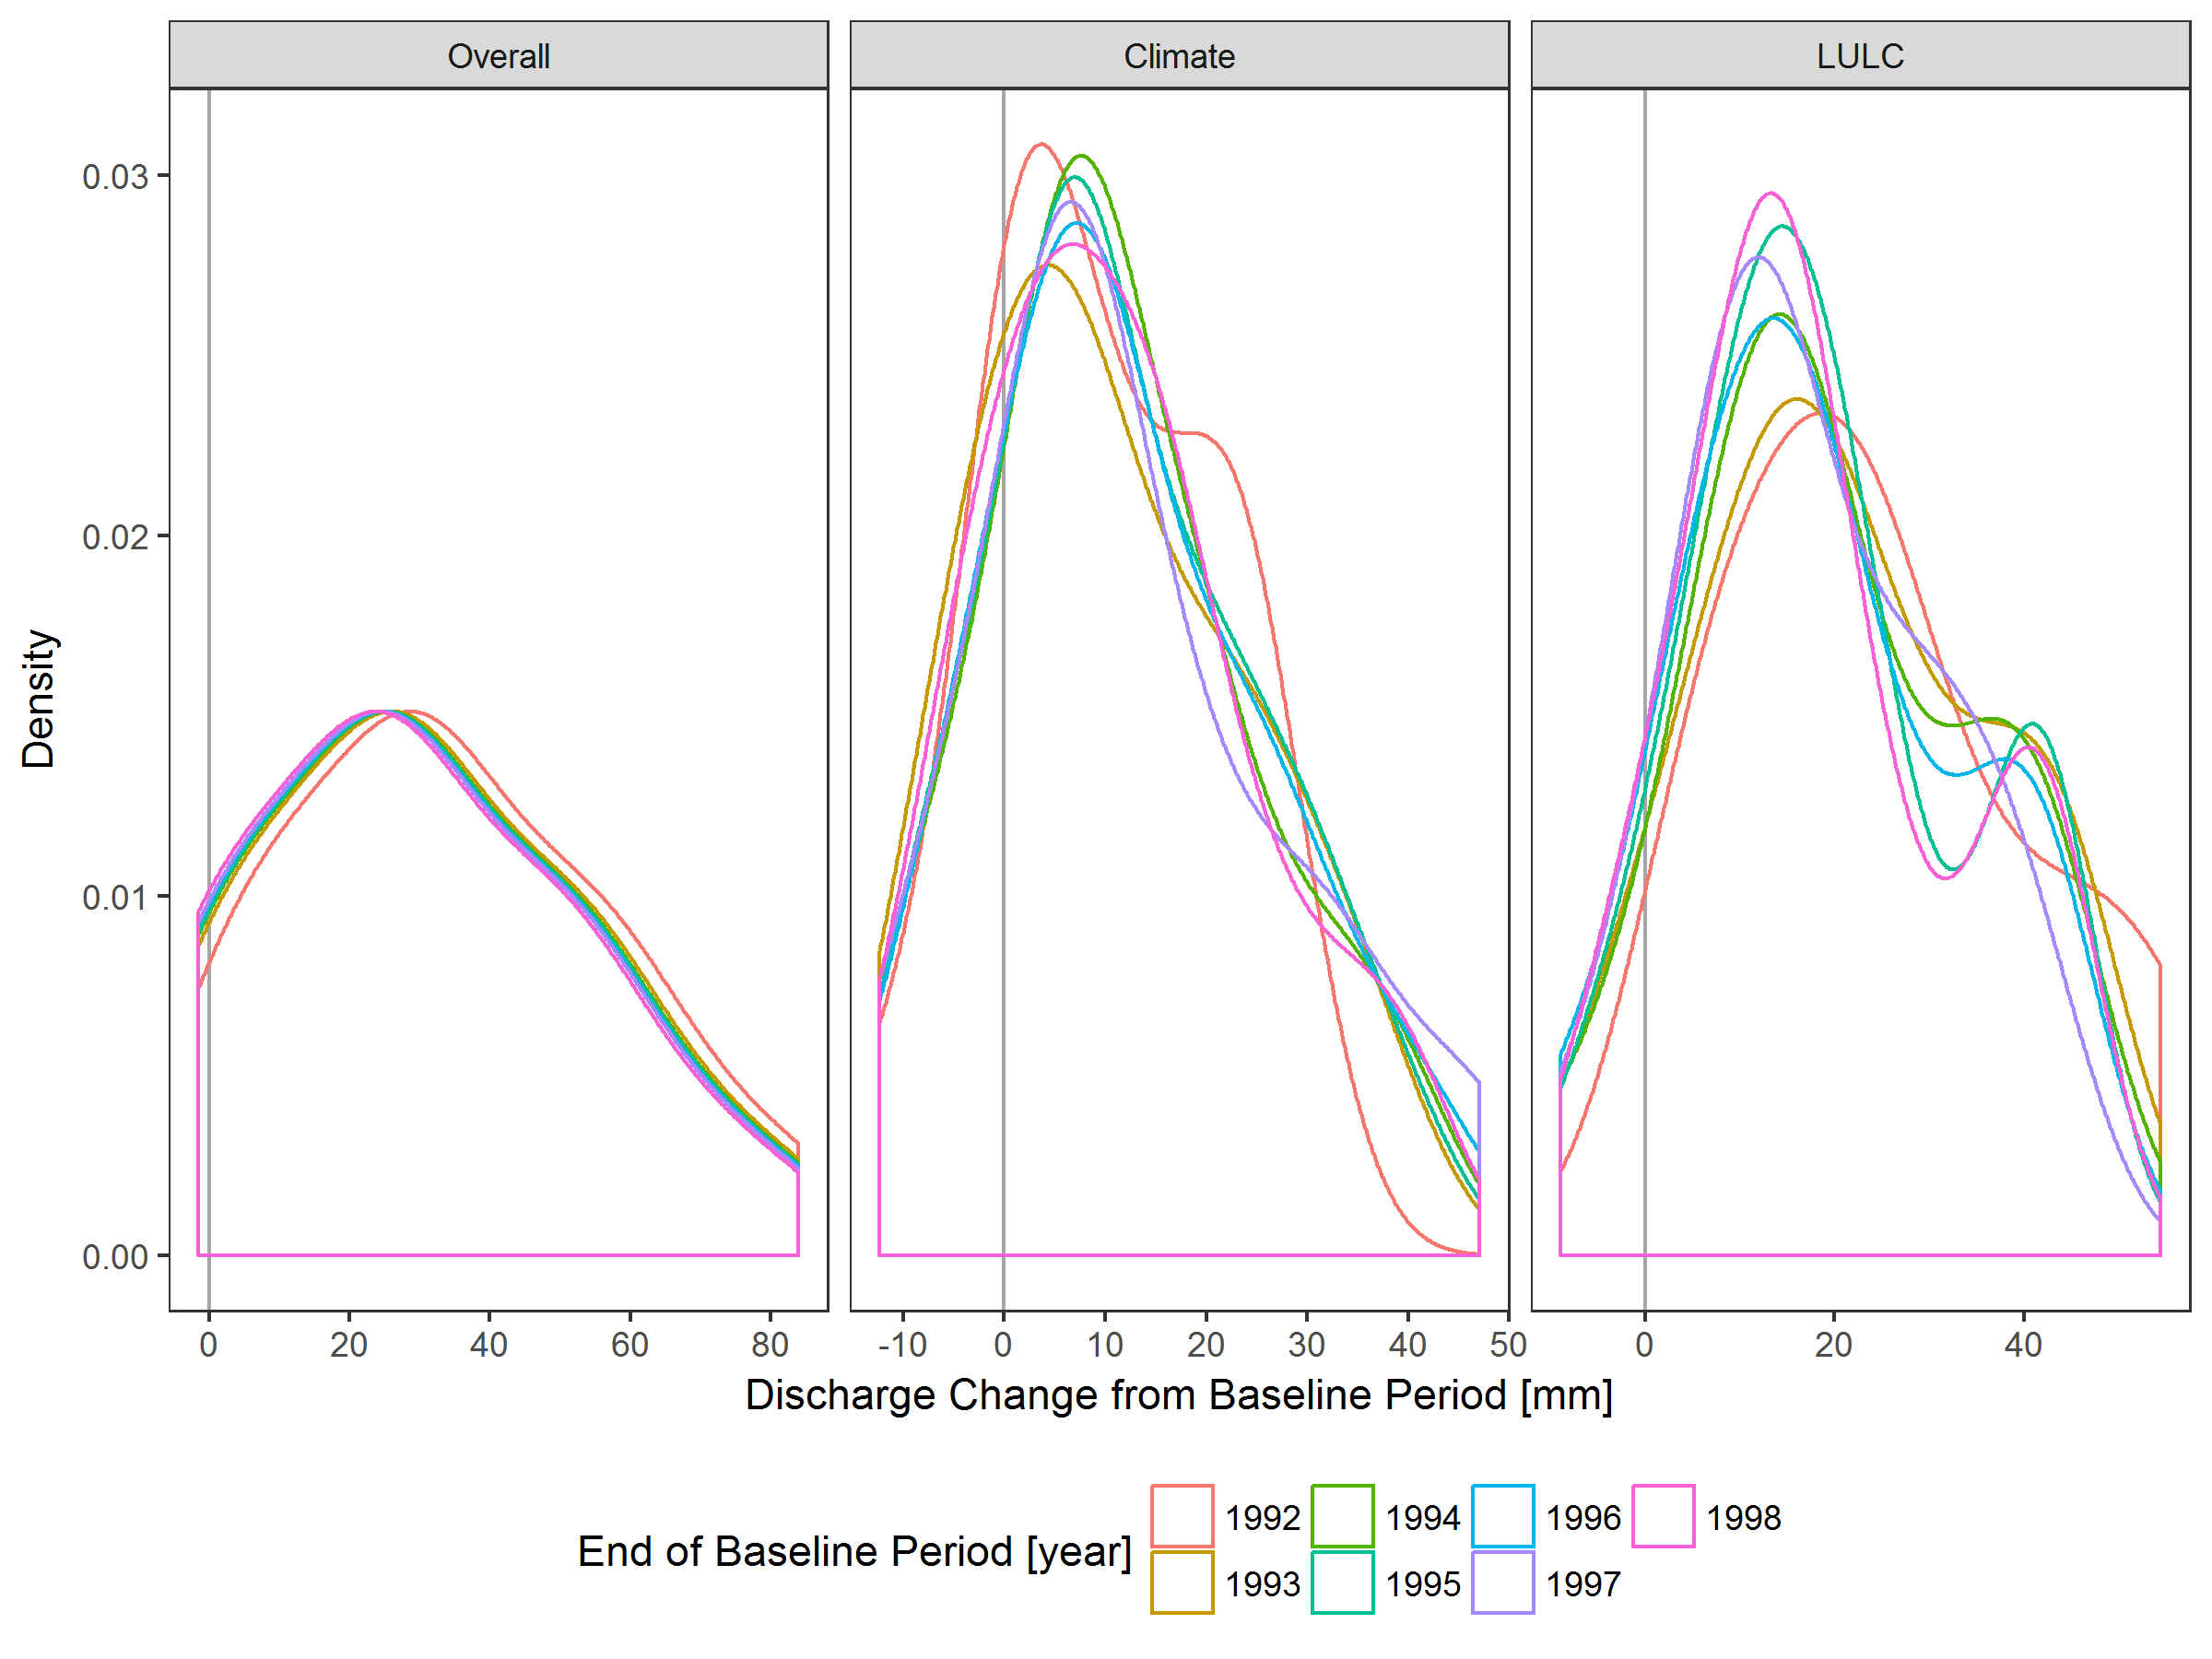 Overall Climate LULC
Density
0.03
0.02
0.01
0.00
0 20 40 60 80 -10 0 10 20 30 40 50 0 20 40
Discharge Change from Baseline Period [mm]
End of Baseline Period [year]
1992 1994 1996 1998
1993 1995 1997